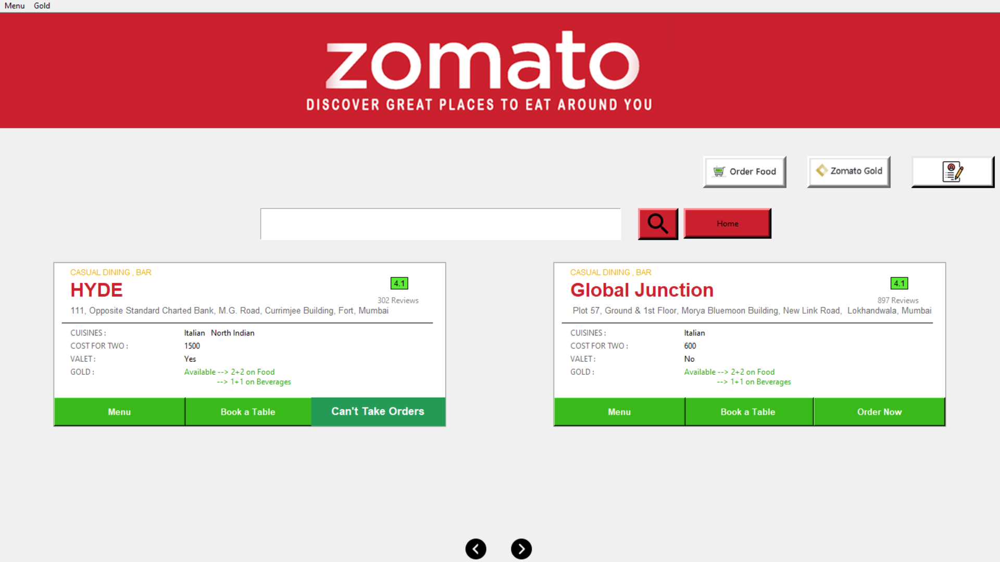 Menu Gold
zomato
DISCOVER GREAT PLACES TO EAT AROUND YOU
Order Food
Zomato Gold
Home
CASUAL DINING , BAR
HYDE
4.1
302 Reviews
111, Opposite Standard Charted Bank, M.G. Road, Currimjee Building, Fort, Mumbai
CUISINES : Italian North Indian
COST FOR TWO : 1500
VALET : Yes
GOLD : Available --> 2+2 on Food
--> 1+1 on Beverages
Menu Book a Table Can't Take Orders
CASUAL DINING , BAR
Global Junction
4.1
897 Reviews
Plot 57, Ground & 1st Floor, Morya Bluemoon Building, New Link Road, Lokhandwala, Mumbai
CUISINES : Italian
COST FOR TWO : 600
VALET : No
GOLD : Available --> 2+2 on Food
--> 1+1 on Beverages
Menu Book a Table Order Now